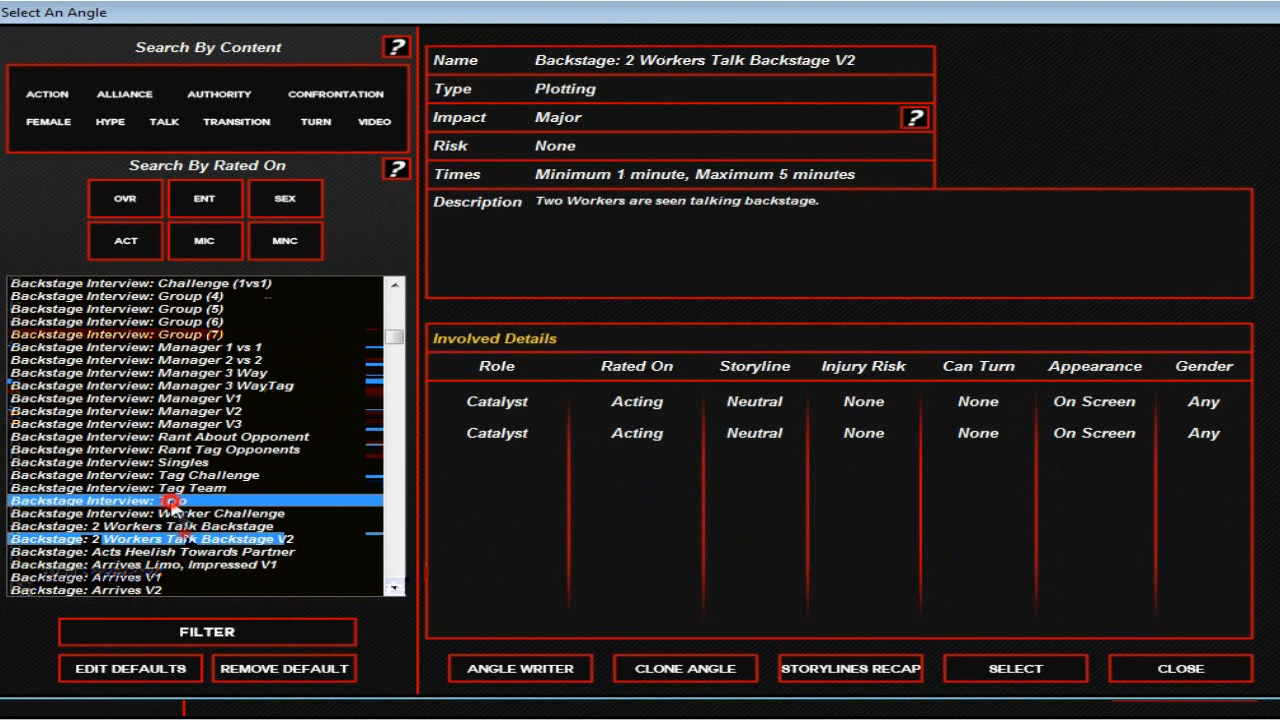 Select An Angle
Search By Content
?
ACTION ALLIANCE AUTHORITY CONFRONTATION
FEMALE HYPE TALK TRANSITION TURN VIDEO
Search By Rated On
?
OVR ENT SEX
ACT MIC MNC
Backstage Interview: Challenge (1vs1)
Backstage Interview: Group (4)
Backstage Interview: Group (5)
Backstage Interview: Group (6)
Backstage Interview: Group (7)
Backstage Interview: Manager 1 vs 1
Backstage Interview: Manager 2 vs 2
Backstage Interview: Manager 3 Way
Backstage Interview: Manager 3 WayTag
Backstage Interview: Manager V1
Backstage Interview: Manager V2
Backstage Interview: Manager V3
Backstage Interview: Rant About Opponent
Backstage Interview: Rant Tag Opponents
Backstage Interview: Singles
Backstage Interview: Tag Challenge
Backstage Interview: Tag Team
Backstage Interview:
Backstage Interview: Worker Challenge
Backstage: 2 Workers Talk Backstage
Backstage: 2 Workers Talk Backstage V2
Backstage: Acts Heelish Towards Partner
Backstage: Arrives Limo, Impressed V1
Backstage: Arrives V1
Backstage: Arrives V2
FILTER
EDIT DEFAULTS REMOVE DEFAULT
Name Backstage: 2 Workers Talk Backstage V2
Type Plotting
Impact Major ?
Risk None
Times Minimum 1 minute, Maximum 5 minutes
Description Two Workers are seen talking backstage.
Involved Details
Role Rated On Storyline Injury Risk Can Turn Appearance Gender
Catalyst Acting Neutral None None On Screen Any
Catalyst Acting Neutral None None On Screen Any
ANGLE WRITER CLONE ANGLE STORYLINES RECAP SELECT CLOSE